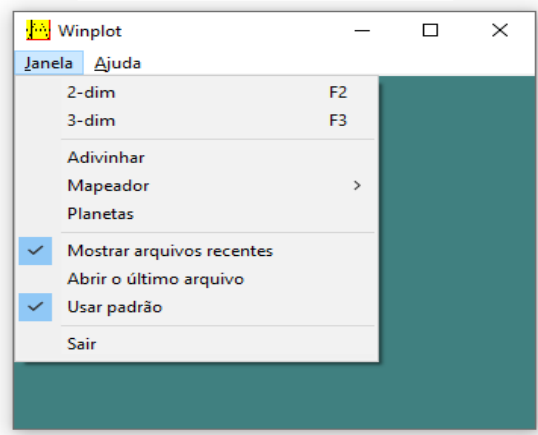 Winplot
Janela Ajuda
2-dim F2
3-dim F3
Adivinhar
Mapeador
Planetas
Mostrar arquivos recentes
Abrir o último arquivo
Usar padrão
Sair